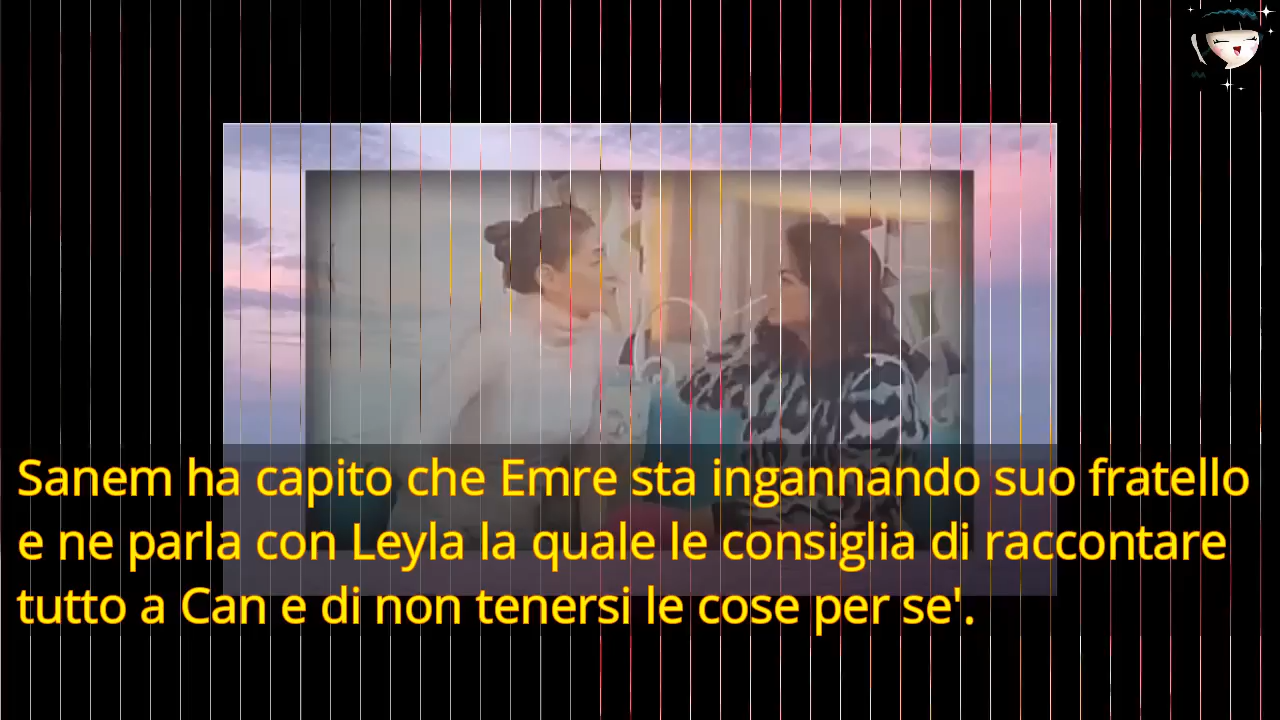 Sanem ha capito che Emre sta ingannando suo fratello
e ne parla con Leyla la quale le consiglia di raccontare
tutto a Can e di non tenersi le cose per se'.